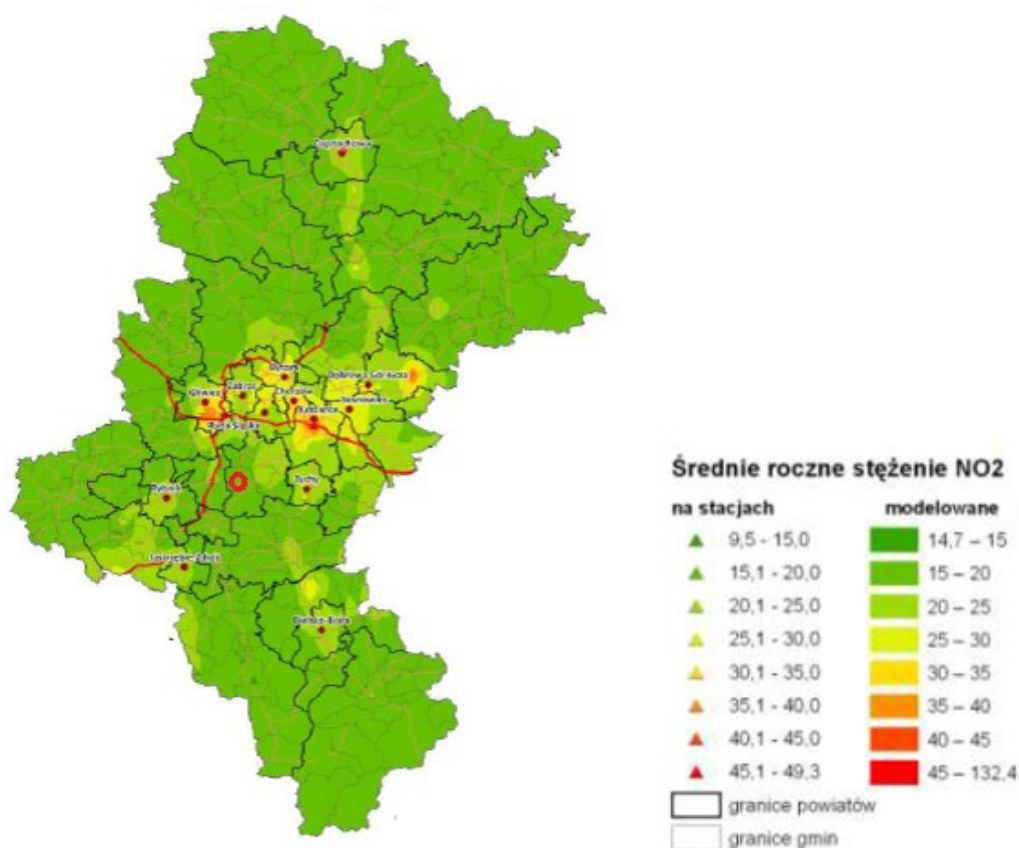 Częstochowa
Bytom
Dąbrowa Górnicza
Gliwice
Zabrze
Chorzów
Sosnowiec
Katowice
Ruda Śląska
Tychy
Rybnik
Jastrzębie-Zdrój
Bielsko-Biała
Średnie roczne stężenie NO2
na stacjach modelowane
9,5 - 15,0 14,7 – 15
15,1 - 20,0 15 – 20
20,1 - 25,0 20 – 25
25,1 - 30,0 25 – 30
30,1 - 35,0 30 – 35
35,1 - 40,0 35 – 40
40,1 - 45,0 40 – 45
45,1 - 49,3 45 – 132,4
granice powiatów
granice gmin